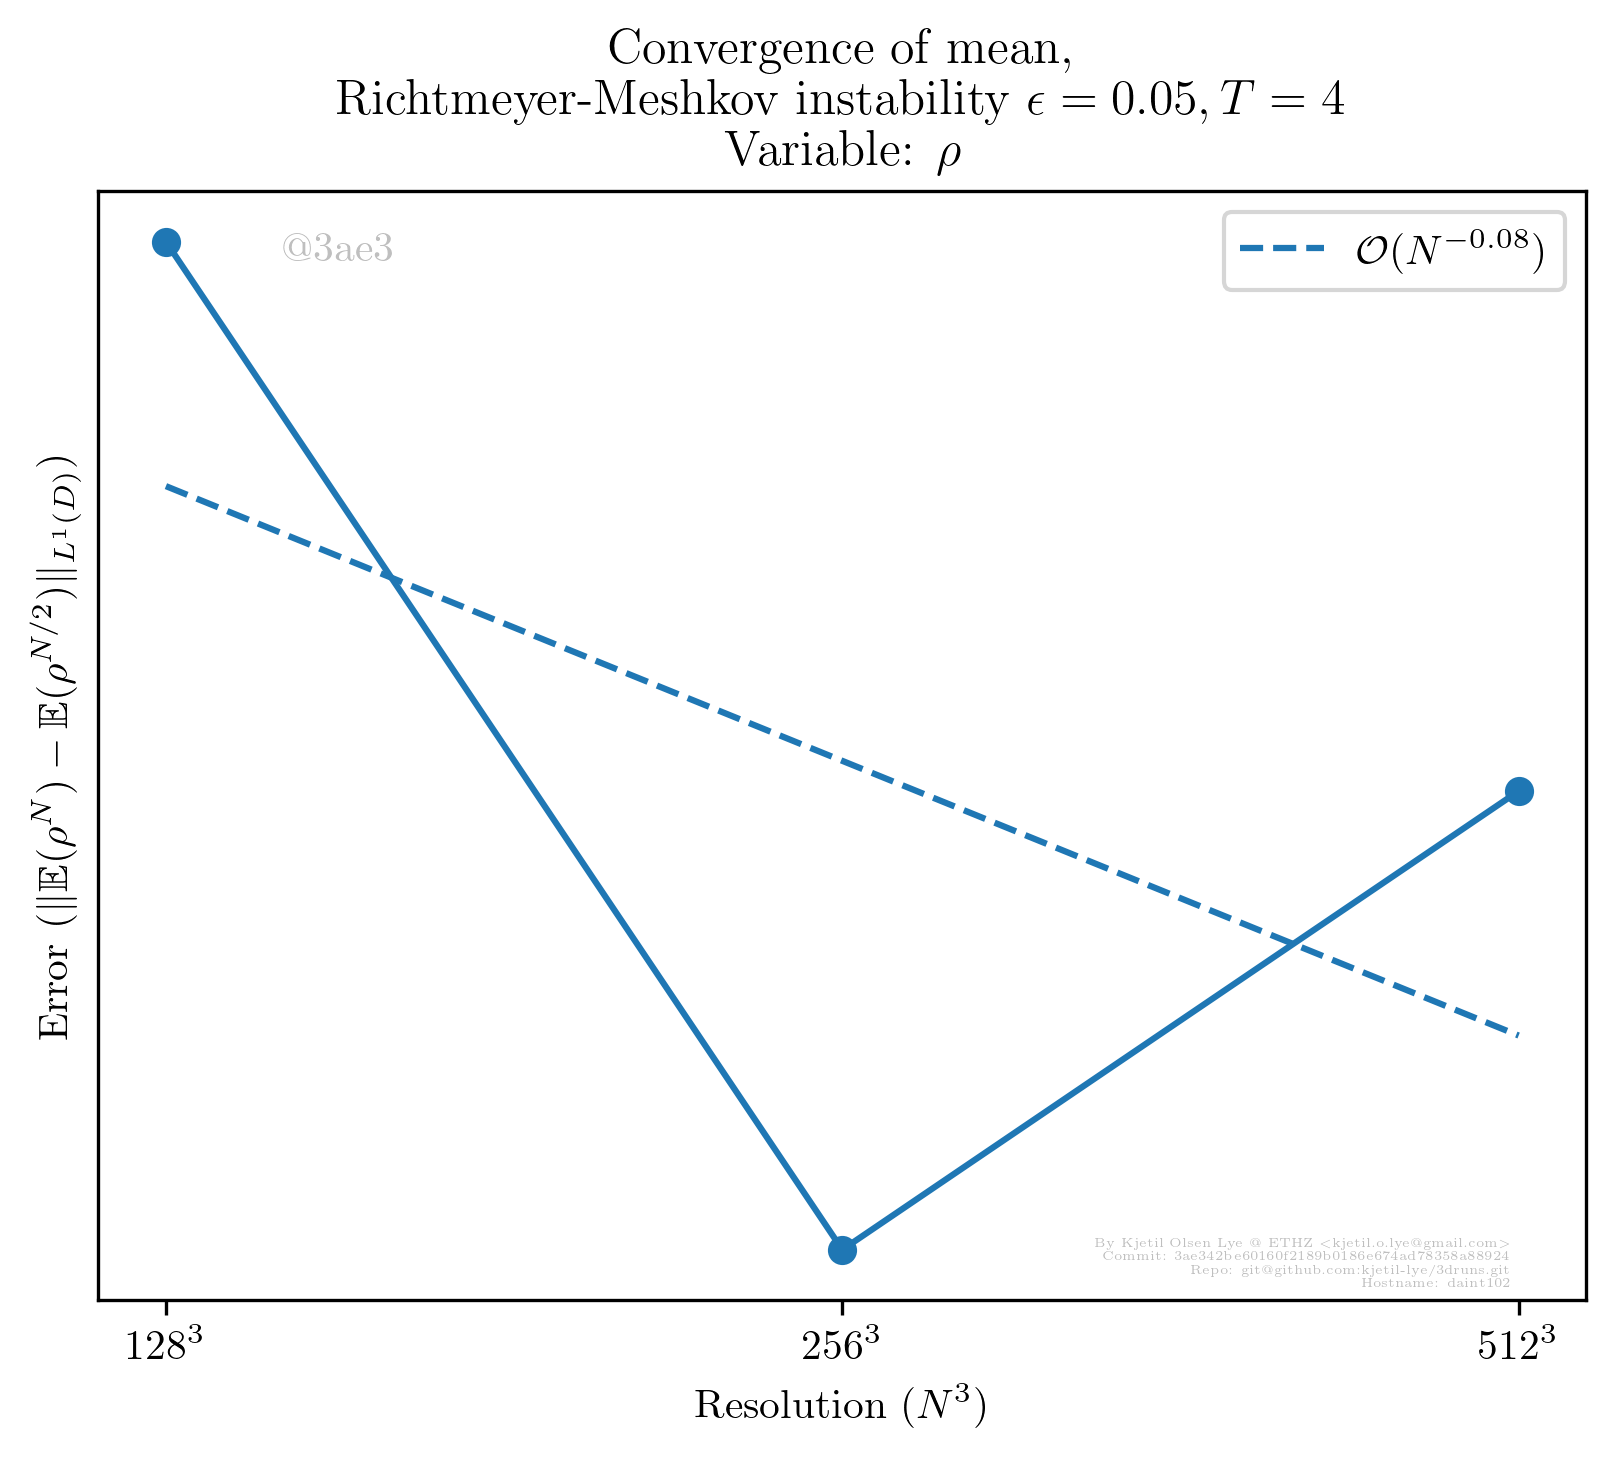 Convergence of mean,
Richtmeyer-Meshkov instability ϵ = 0.05, T = 4
Variable: ρ
@3ae3
𝒪(N^{-0.08})
Error (‖𝔼(ρ^N) − 𝔼(ρ^{N/2})‖_{L^1(D)})
By Kjetil Olsen Lye @ ETHZ <kjetil.o.lye@gmail.com>
Commit: 3ae342be60160f2189b0186e674ad78358a88924
Repo: git@github.com:kjetil-lye/3druns.git
Hostname: daint102
128³ 256³ 512³
Resolution (N³)